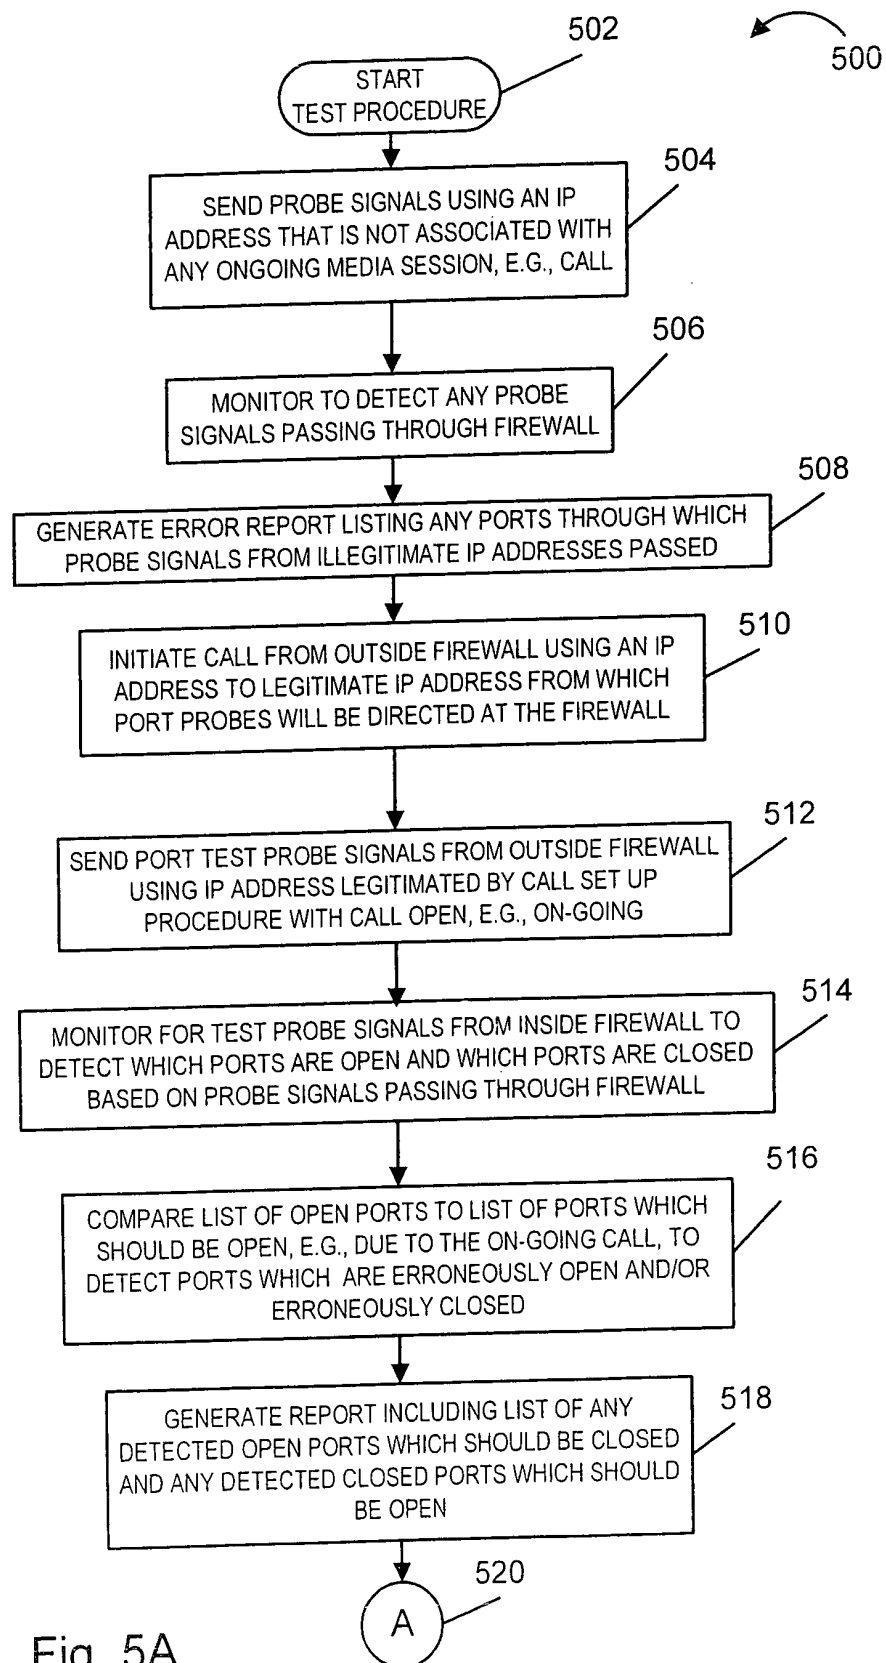 502
500
START
TEST PROCEDURE
504
SEND PROBE SIGNALS USING AN IP
ADDRESS THAT IS NOT ASSOCIATED WITH
ANY ONGOING MEDIA SESSION, E.G., CALL
506
MONITOR TO DETECT ANY PROBE
SIGNALS PASSING THROUGH FIREWALL
508
GENERATE ERROR REPORT LISTING ANY PORTS THROUGH WHICH
PROBE SIGNALS FROM ILLEGITIMATE IP ADDRESSES PASSED
510
INITIATE CALL FROM OUTSIDE FIREWALL USING AN IP
ADDRESS TO LEGITIMATE IP ADDRESS FROM WHICH
PORT PROBES WILL BE DIRECTED AT THE FIREWALL
512
SEND PORT TEST PROBE SIGNALS FROM OUTSIDE FIREWALL
USING IP ADDRESS LEGITIMATED BY CALL SET UP
PROCEDURE WITH CALL OPEN, E.G., ON-GOING
514
MONITOR FOR TEST PROBE SIGNALS FROM INSIDE FIREWALL TO
DETECT WHICH PORTS ARE OPEN AND WHICH PORTS ARE CLOSED
BASED ON PROBE SIGNALS PASSING THROUGH FIREWALL
516
COMPARE LIST OF OPEN PORTS TO LIST OF PORTS WHICH
SHOULD BE OPEN, E.G., DUE TO THE ON-GOING CALL, TO
DETECT PORTS WHICH ARE ERRONEOUSLY OPEN AND/OR
ERRONEOUSLY CLOSED
518
GENERATE REPORT INCLUDING LIST OF ANY
DETECTED OPEN PORTS WHICH SHOULD BE CLOSED
AND ANY DETECTED CLOSED PORTS WHICH SHOULD
BE OPEN
520
A
Fig. 5A